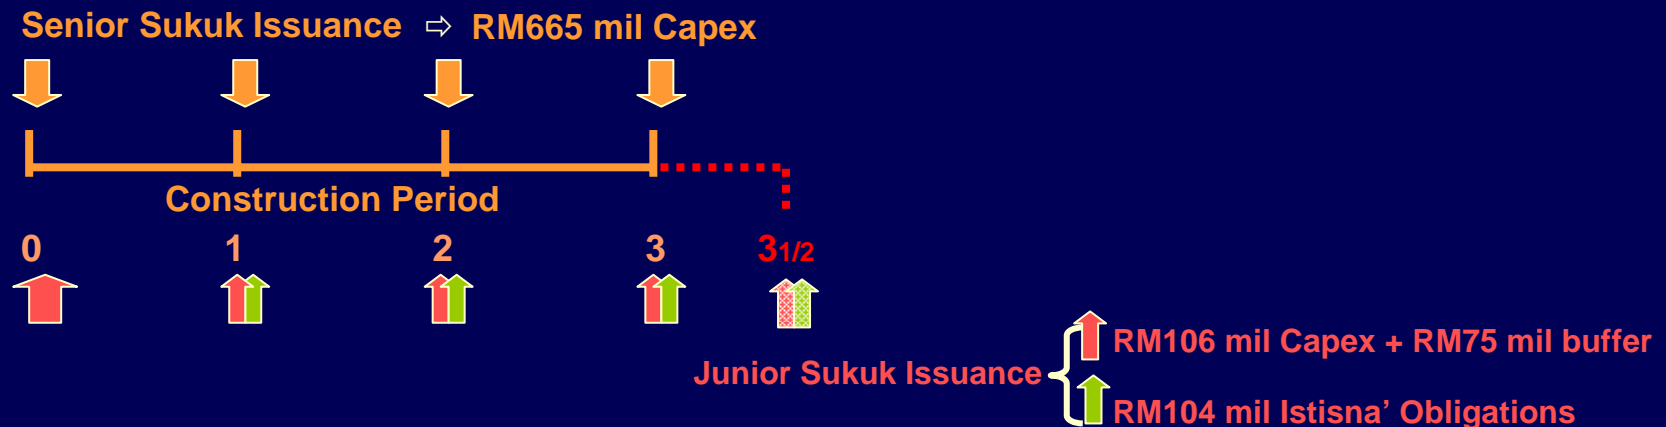 Senior Sukuk Issuance ⇨ RM665 mil Capex
Construction Period
0 1 2 3 31/2
RM106 mil Capex + RM75 mil buffer
Junior Sukuk Issuance
RM104 mil Istisna' Obligations